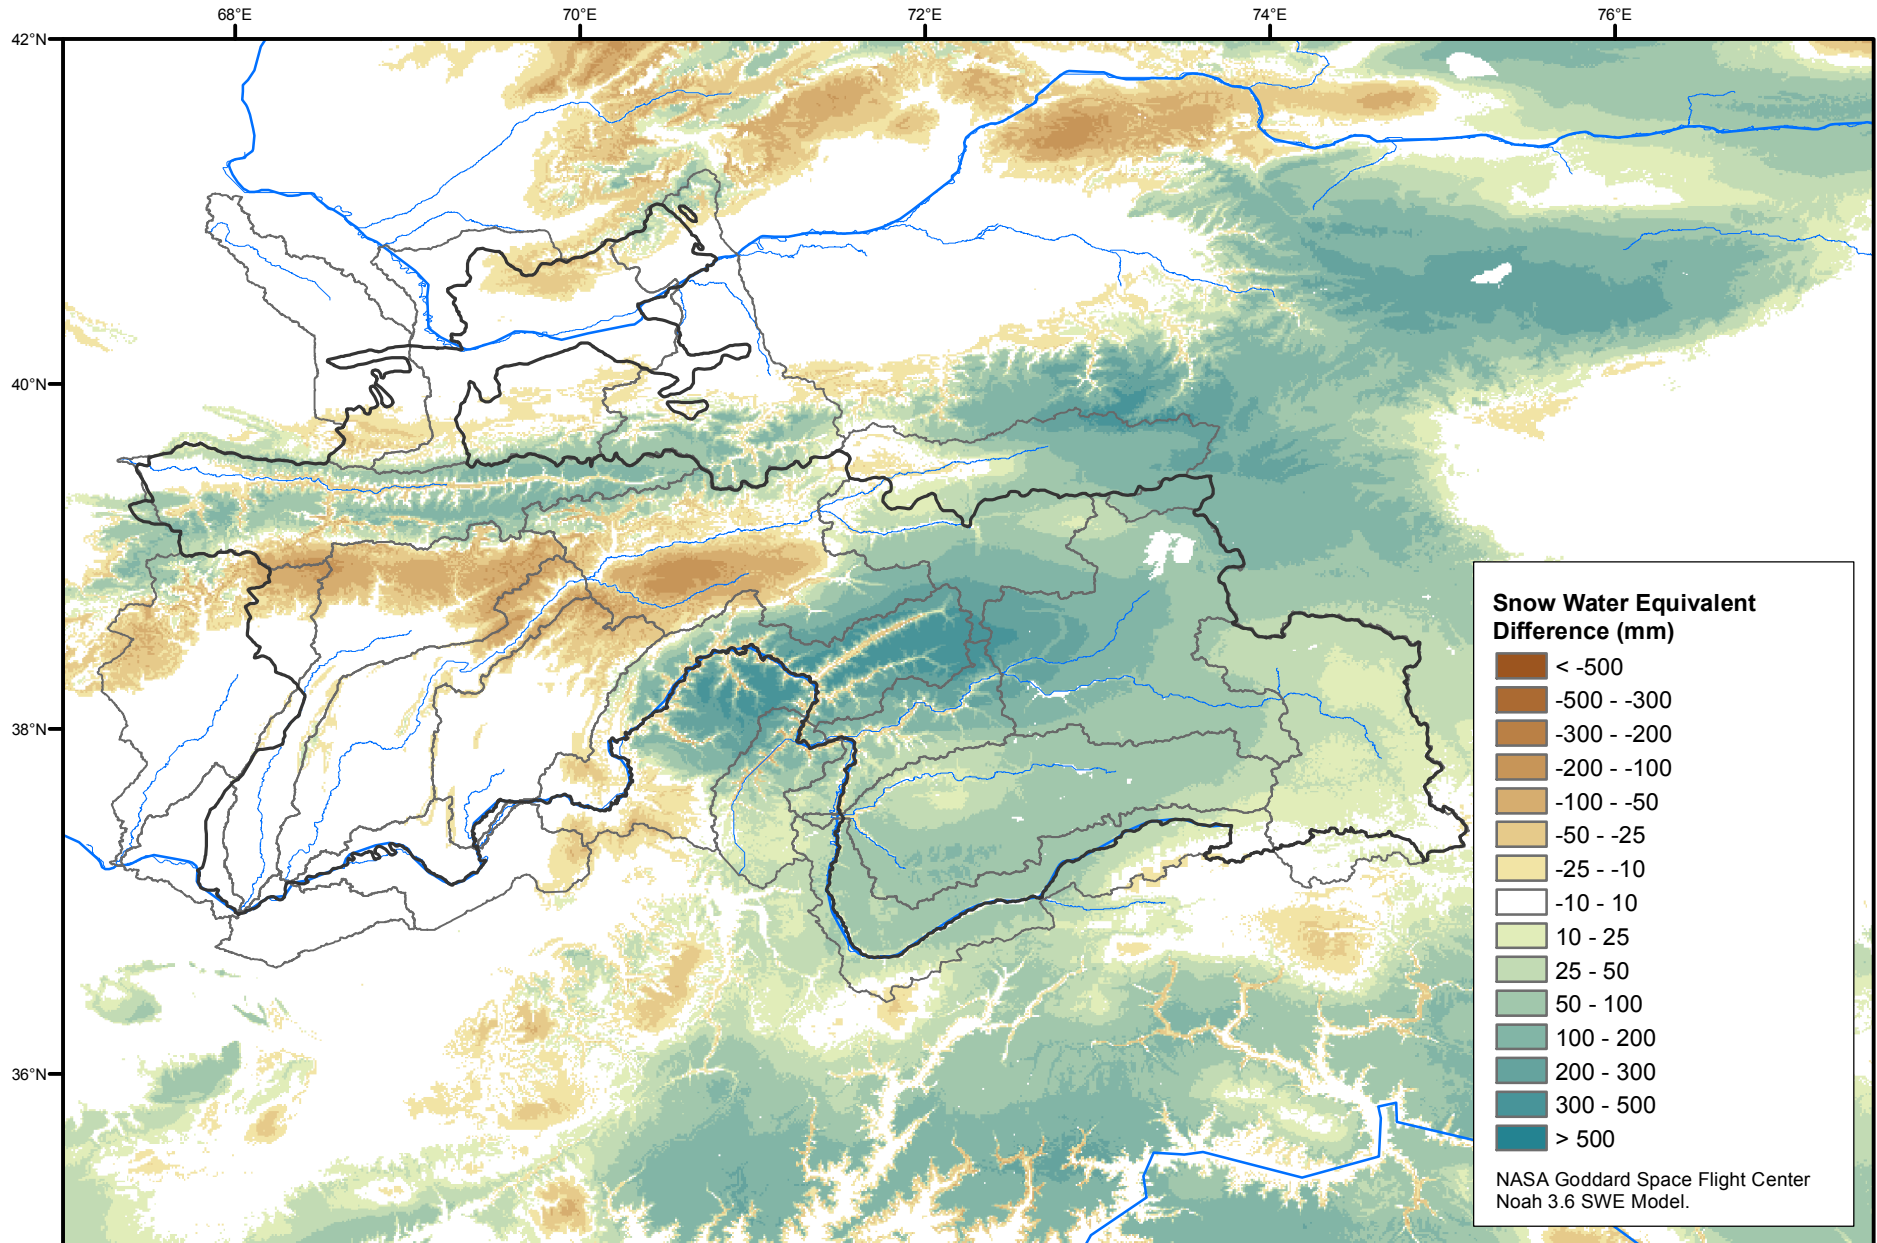 68°E 70°E 72°E 74°E 76°E
42°N
40°N
38°N
36°N
Snow Water Equivalent
Difference (mm)
< -500
-500 - -300
-300 - -200
-200 - -100
-100 - -50
-50 - -25
-25 - -10
-10 - 10
10 - 25
25 - 50
50 - 100
100 - 200
200 - 300
300 - 500
> 500
NASA Goddard Space Flight Center
Noah 3.6 SWE Model.